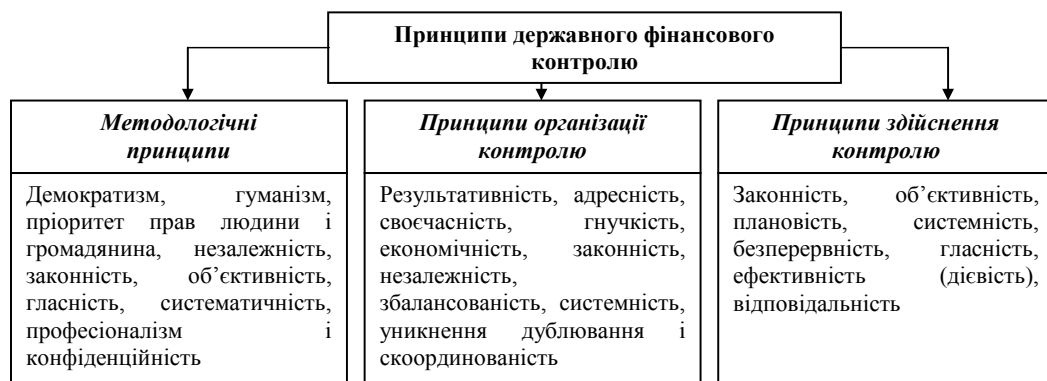 Принципи державного фінансового
контролю
Методологічні
принципи
Демократизм, гуманізм,
пріоритет прав людини і
громадянина, незалежність,
законність, об’єктивність,
гласність, систематичність,
професіоналізм і
конфіденційність
Принципи організації
контролю
Результативність, адресність,
своєчасність, гнучкість,
економічність, законність,
незалежність,
збалансованість, системність,
уникнення дублювання і
скоординованість
Принципи здійснення
контролю
Законність, об’єктивність,
плановість, системність,
безперервність, гласність,
ефективність (дієвість),
відповідальність